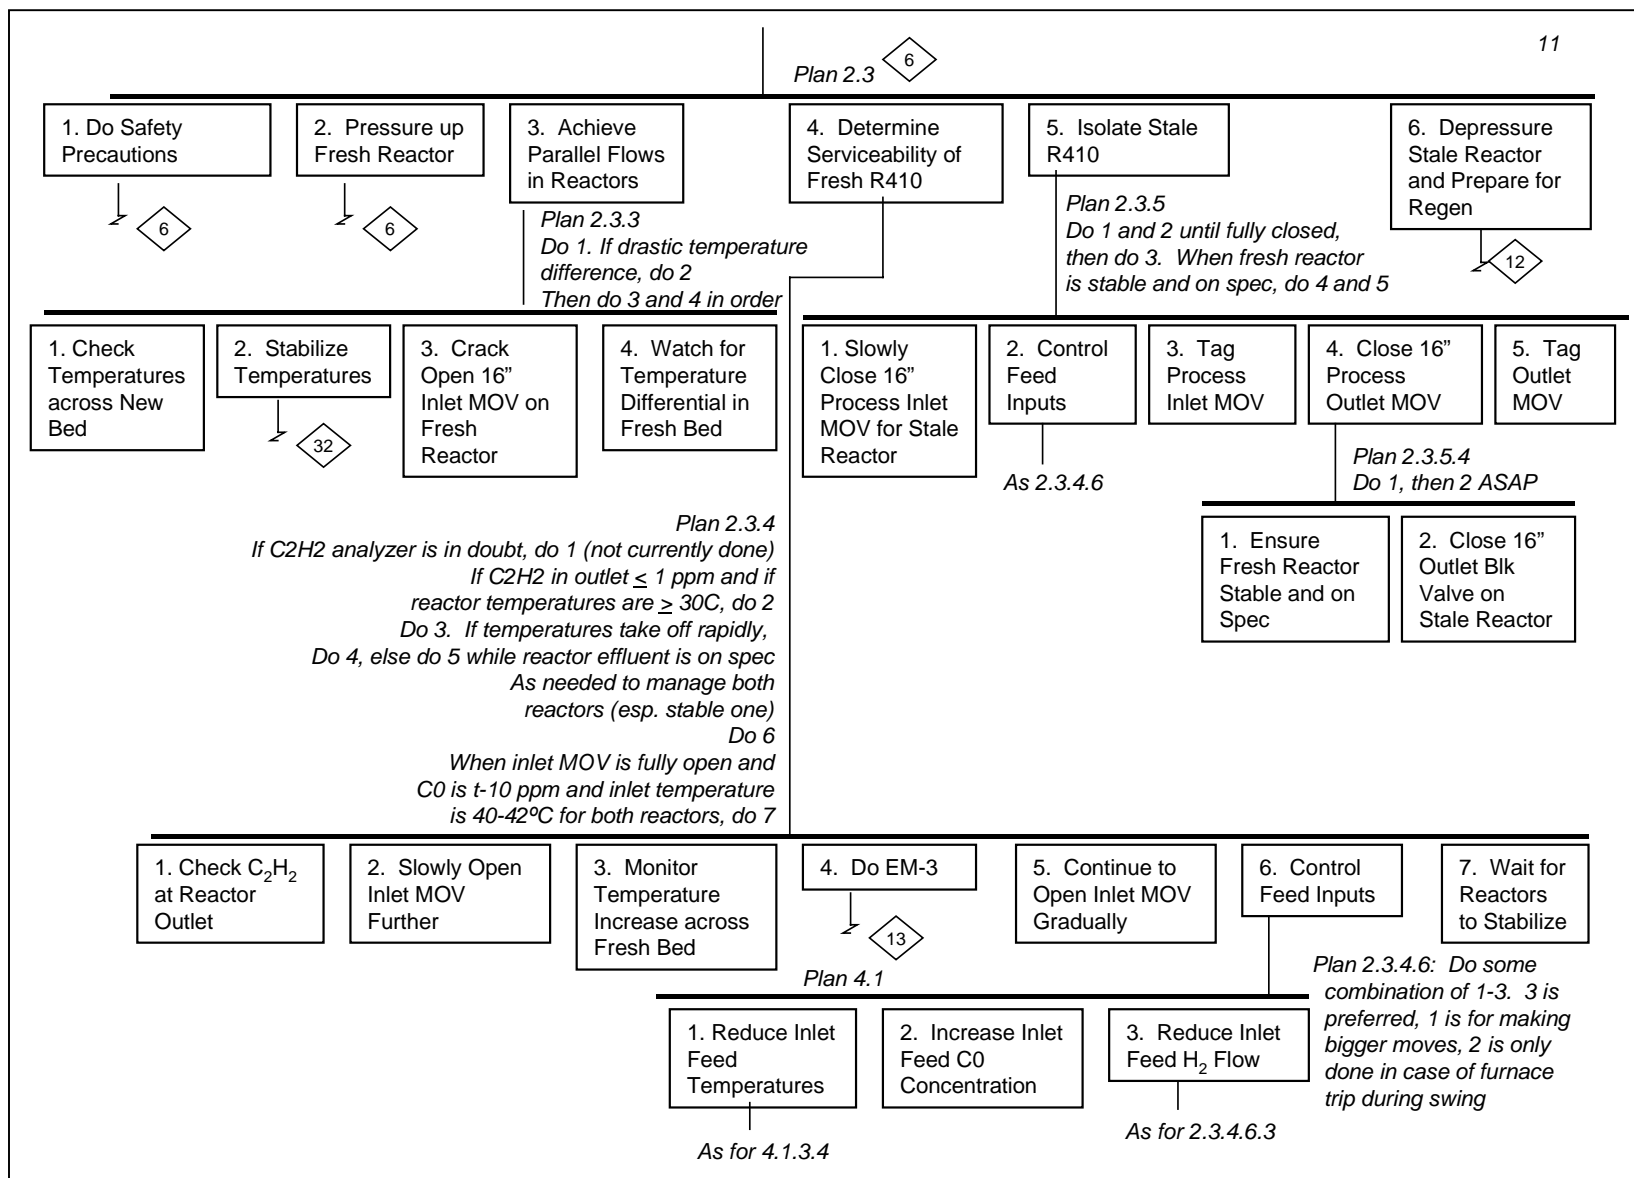 11
Plan 2.3
6
1. Do Safety
Precautions
6
2. Pressure up
Fresh Reactor
6
3. Achieve
Parallel Flows
in Reactors
4. Determine
Serviceability of
Fresh R410
5. Isolate Stale
R410
6. Depressure
Stale Reactor
and Prepare for
Regen
12
Plan 2.3.3
Do 1. If drastic temperature
difference, do 2
Then do 3 and 4 in order
Plan 2.3.5
Do 1 and 2 until fully closed,
then do 3. When fresh reactor
is stable and on spec, do 4 and 5
1. Check
Temperatures
across New
Bed
2. Stabilize
Temperatures
32
3. Crack
Open 16”
Inlet MOV on
Fresh
Reactor
4. Watch for
Temperature
Differential in
Fresh Bed
1. Slowly
Close 16”
Process Inlet
MOV for Stale
Reactor
2. Control
Feed
Inputs
As 2.3.4.6
3. Tag
Process
Inlet MOV
4. Close 16”
Process
Outlet MOV
5. Tag
Outlet
MOV
Plan 2.3.5.4
Do 1, then 2 ASAP
1. Ensure
Fresh Reactor
Stable and on
Spec
2. Close 16”
Outlet Blk
Valve on
Stale Reactor
Plan 2.3.4
If C2H2 analyzer is in doubt, do 1 (not currently done)
If C2H2 in outlet ≤ 1 ppm and if
reactor temperatures are ≥ 30C, do 2
Do 3. If temperatures take off rapidly,
Do 4, else do 5 while reactor effluent is on spec
As needed to manage both
reactors (esp. stable one)
Do 6
When inlet MOV is fully open and
C0 is t-10 ppm and inlet temperature
is 40-42ºC for both reactors, do 7
1. Check C₂H₂
at Reactor
Outlet
2. Slowly Open
Inlet MOV
Further
3. Monitor
Temperature
Increase across
Fresh Bed
4. Do EM-3
13
5. Continue to
Open Inlet MOV
Gradually
6. Control
Feed Inputs
7. Wait for
Reactors
to Stabilize
Plan 4.1
Plan 2.3.4.6: Do some
combination of 1-3. 3 is
preferred, 1 is for making
bigger moves, 2 is only
done in case of furnace
trip during swing
1. Reduce Inlet
Feed
Temperatures
As for 4.1.3.4
2. Increase Inlet
Feed C0
Concentration
3. Reduce Inlet
Feed H₂ Flow
As for 2.3.4.6.3